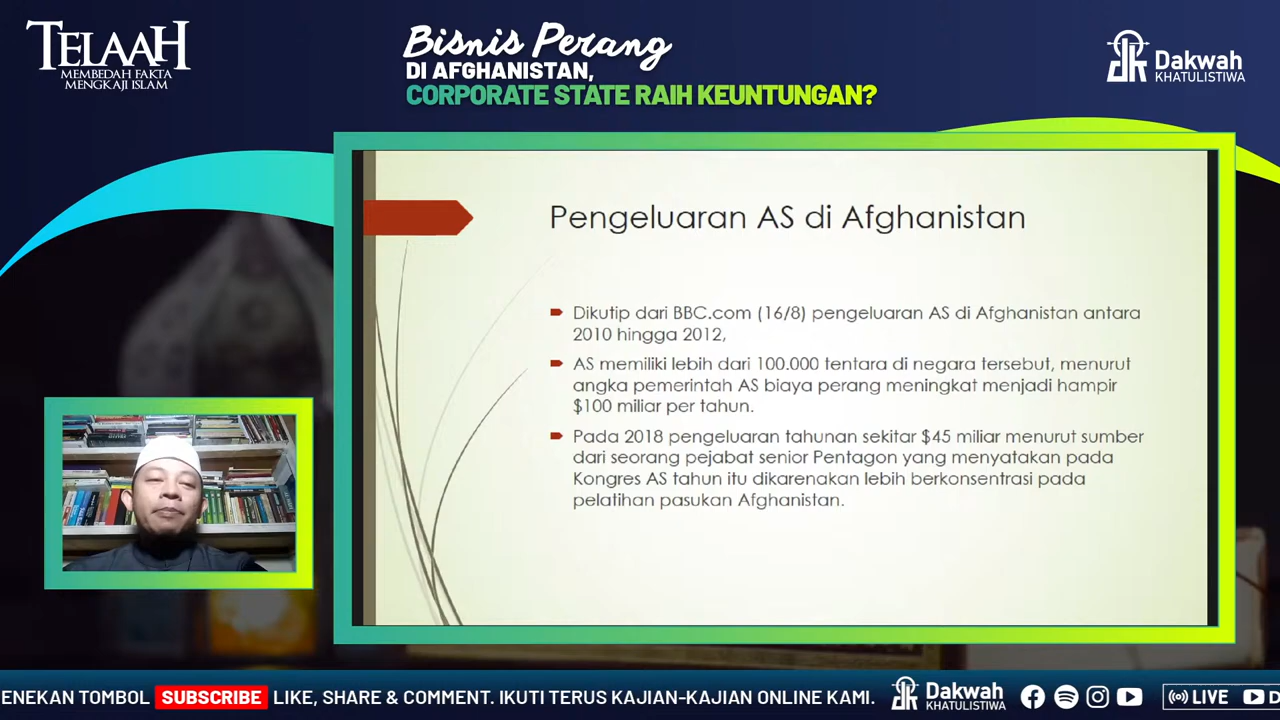 TELAAH
MEMBEDAH FAKTA
MENGKAJI ISLAM
Bisnis Perang
DI AFGHANISTAN,
CORPORATE STATE RAIH KEUNTUNGAN?
Dakwah
KHATULISTIWA
Pengeluaran AS di Afghanistan
Dikutip dari BBC.com (16/8) pengeluaran AS di Afghanistan antara
2010 hingga 2012,
AS memiliki lebih dari 100.000 tentara di negara tersebut, menurut
angka pemerintah AS biaya perang meningkat menjadi hampir
$100 miliar per tahun.
Pada 2018 pengeluaran tahunan sekitar $45 miliar menurut sumber
dari seorang pejabat senior Pentagon yang menyatakan pada
Kongres AS tahun itu dikarenakan lebih berkonsentrasi pada
pelatihan pasukan Afghanistan.
ENEKAN TOMBOL SUBSCRIBE LIKE, SHARE & COMMENT. IKUTI TERUS KAJIAN-KAJIAN ONLINE KAMI.
Dakwah
KHATULISTIWA
LIVE
D